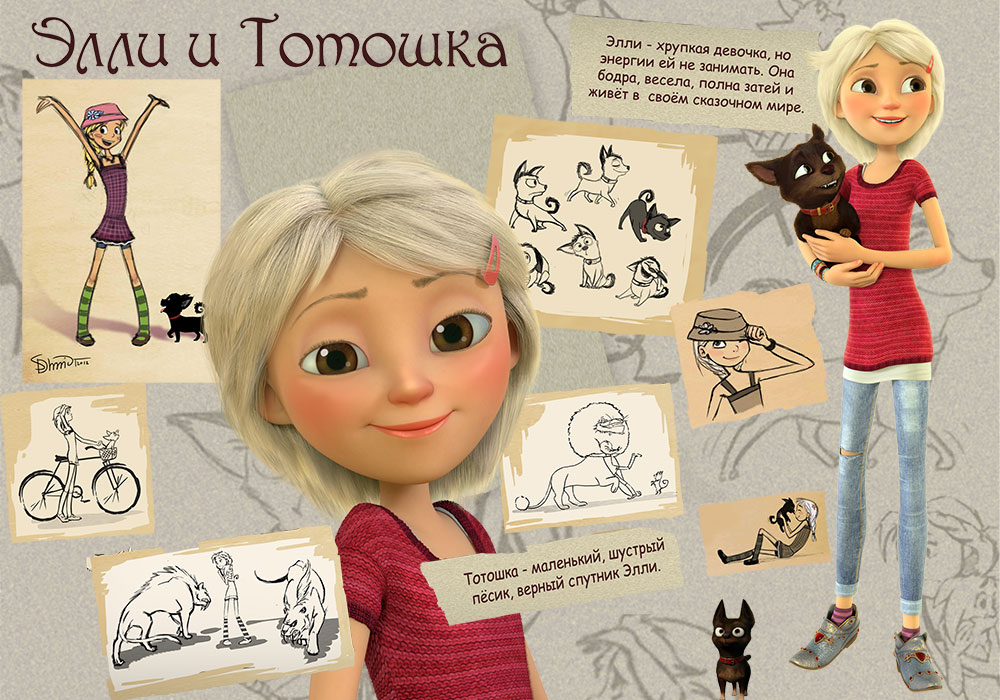 Элли и Тотошка
Элли - хрупкая девочка, но
энергии ей не занимать. Она
бодра, весела, полна затей и
живёт в своём сказочном мире.
Тотошка - маленький, шустрый
пёсик, верный спутник Элли.